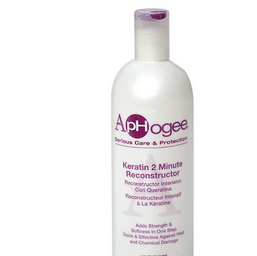 ApHogee
Serious Care & Protection
Keratin 2 Minute
Reconstructor
Reconstructor Intensivo
Con Queratina
Reconstructeur Intensif
à La Kératine
Adds Strength &
Softness in One Step
Quick & Effective Against Heat
and Chemical Damage